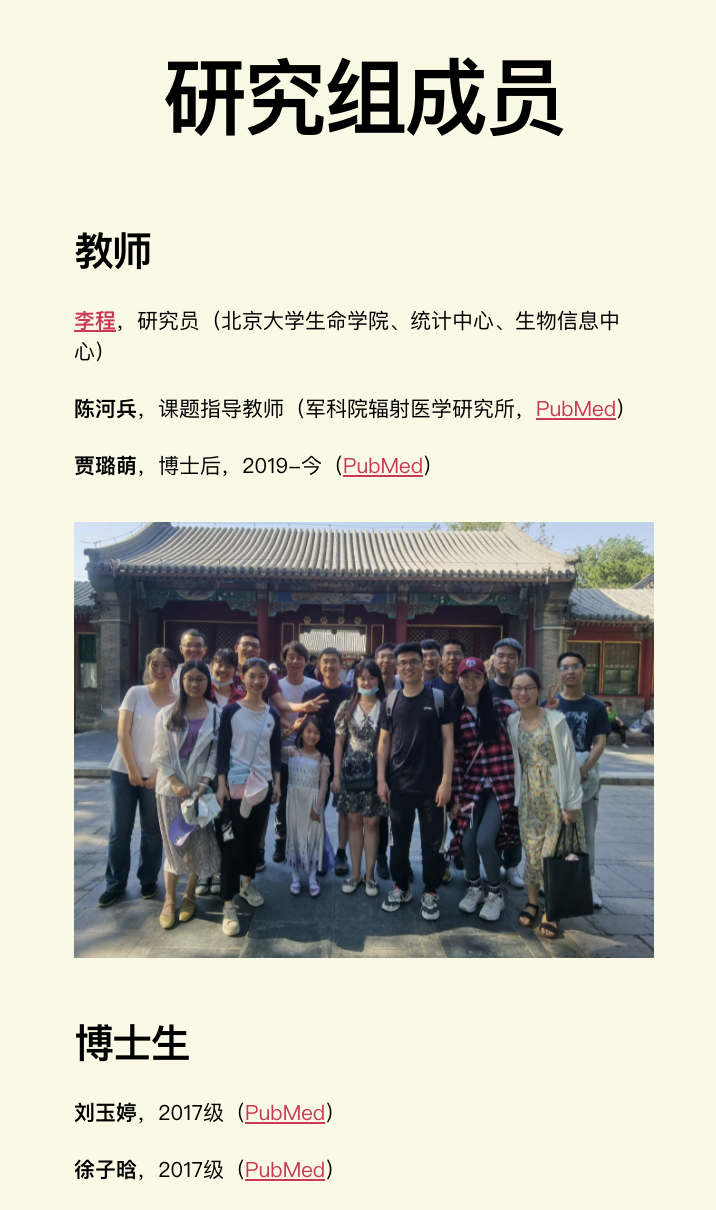 研究组成员
教师
李程，研究员（北京大学生命学院、统计中心、生物信息中
心）
陈河兵，课题指导教师（军科院辐射医学研究所，PubMed）
贾璐萌，博士后，2019-今（PubMed）
博士生
刘玉婷，2017级（PubMed）
徐子晗，2017级（PubMed）